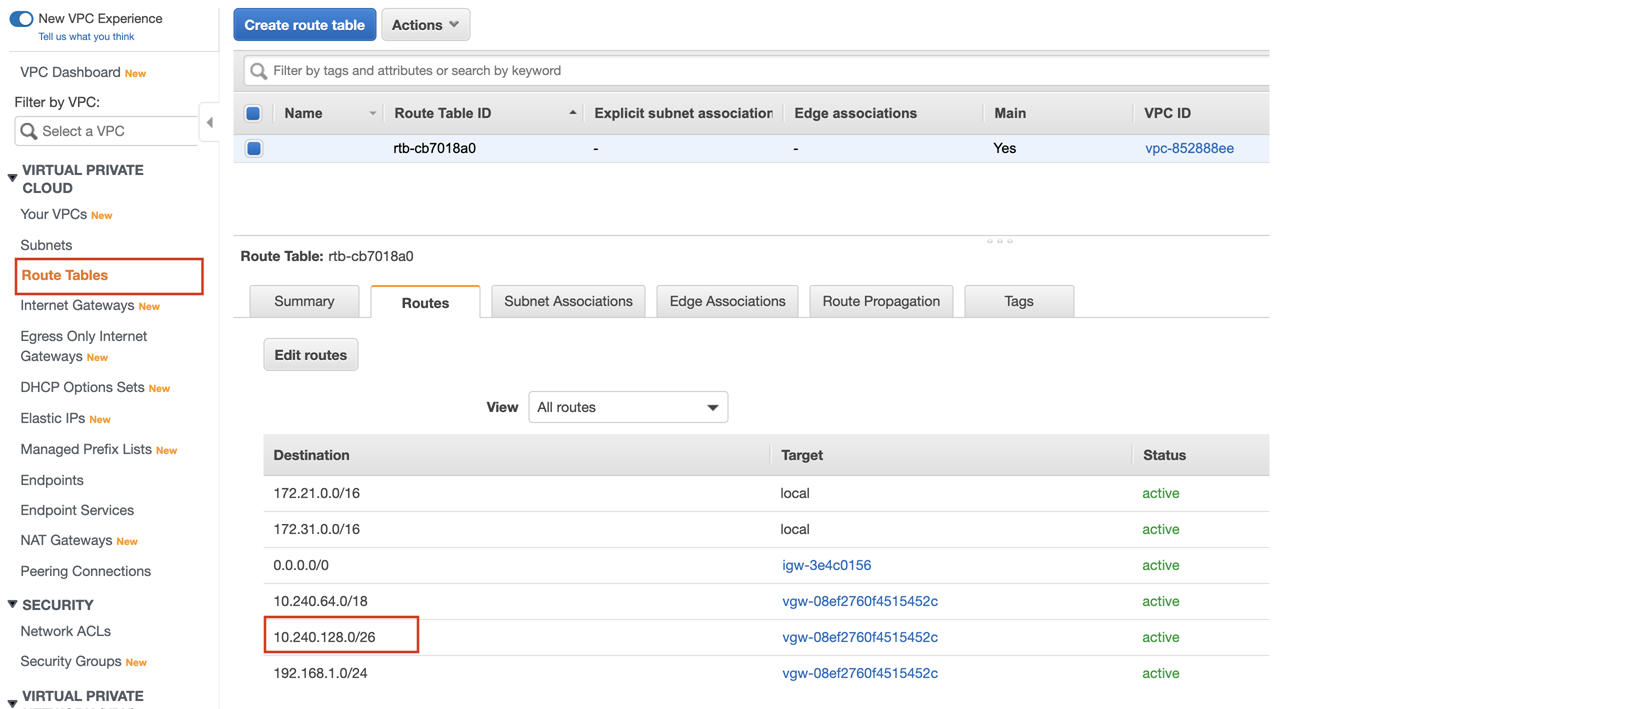 New VPC Experience
Tell us what you think
VPC Dashboard New
Filter by VPC:
Select a VPC
VIRTUAL PRIVATE
CLOUD
Your VPCs New
Subnets
Route Tables
Internet Gateways New
Egress Only Internet
Gateways New
DHCP Options Sets New
Elastic IPs New
Managed Prefix Lists New
Endpoints
Endpoint Services
NAT Gateways New
Peering Connections
SECURITY
Network ACLs
Security Groups New
VIRTUAL PRIVATE
Create route table Actions
Filter by tags and attributes or search by keyword
Name Route Table ID Explicit subnet association Edge associations Main VPC ID
rtb-cb7018a0 - - Yes vpc-852888ee
Route Table: rtb-cb7018a0
Summary Routes Subnet Associations Edge Associations Route Propagation Tags
Edit routes
View All routes
Destination Target Status
172.21.0.0/16 local active
172.31.0.0/16 local active
0.0.0.0/0 igw-3e4c0156 active
10.240.64.0/18 vgw-08ef2760f4515452c active
10.240.128.0/26 vgw-08ef2760f4515452c active
192.168.1.0/24 vgw-08ef2760f4515452c active